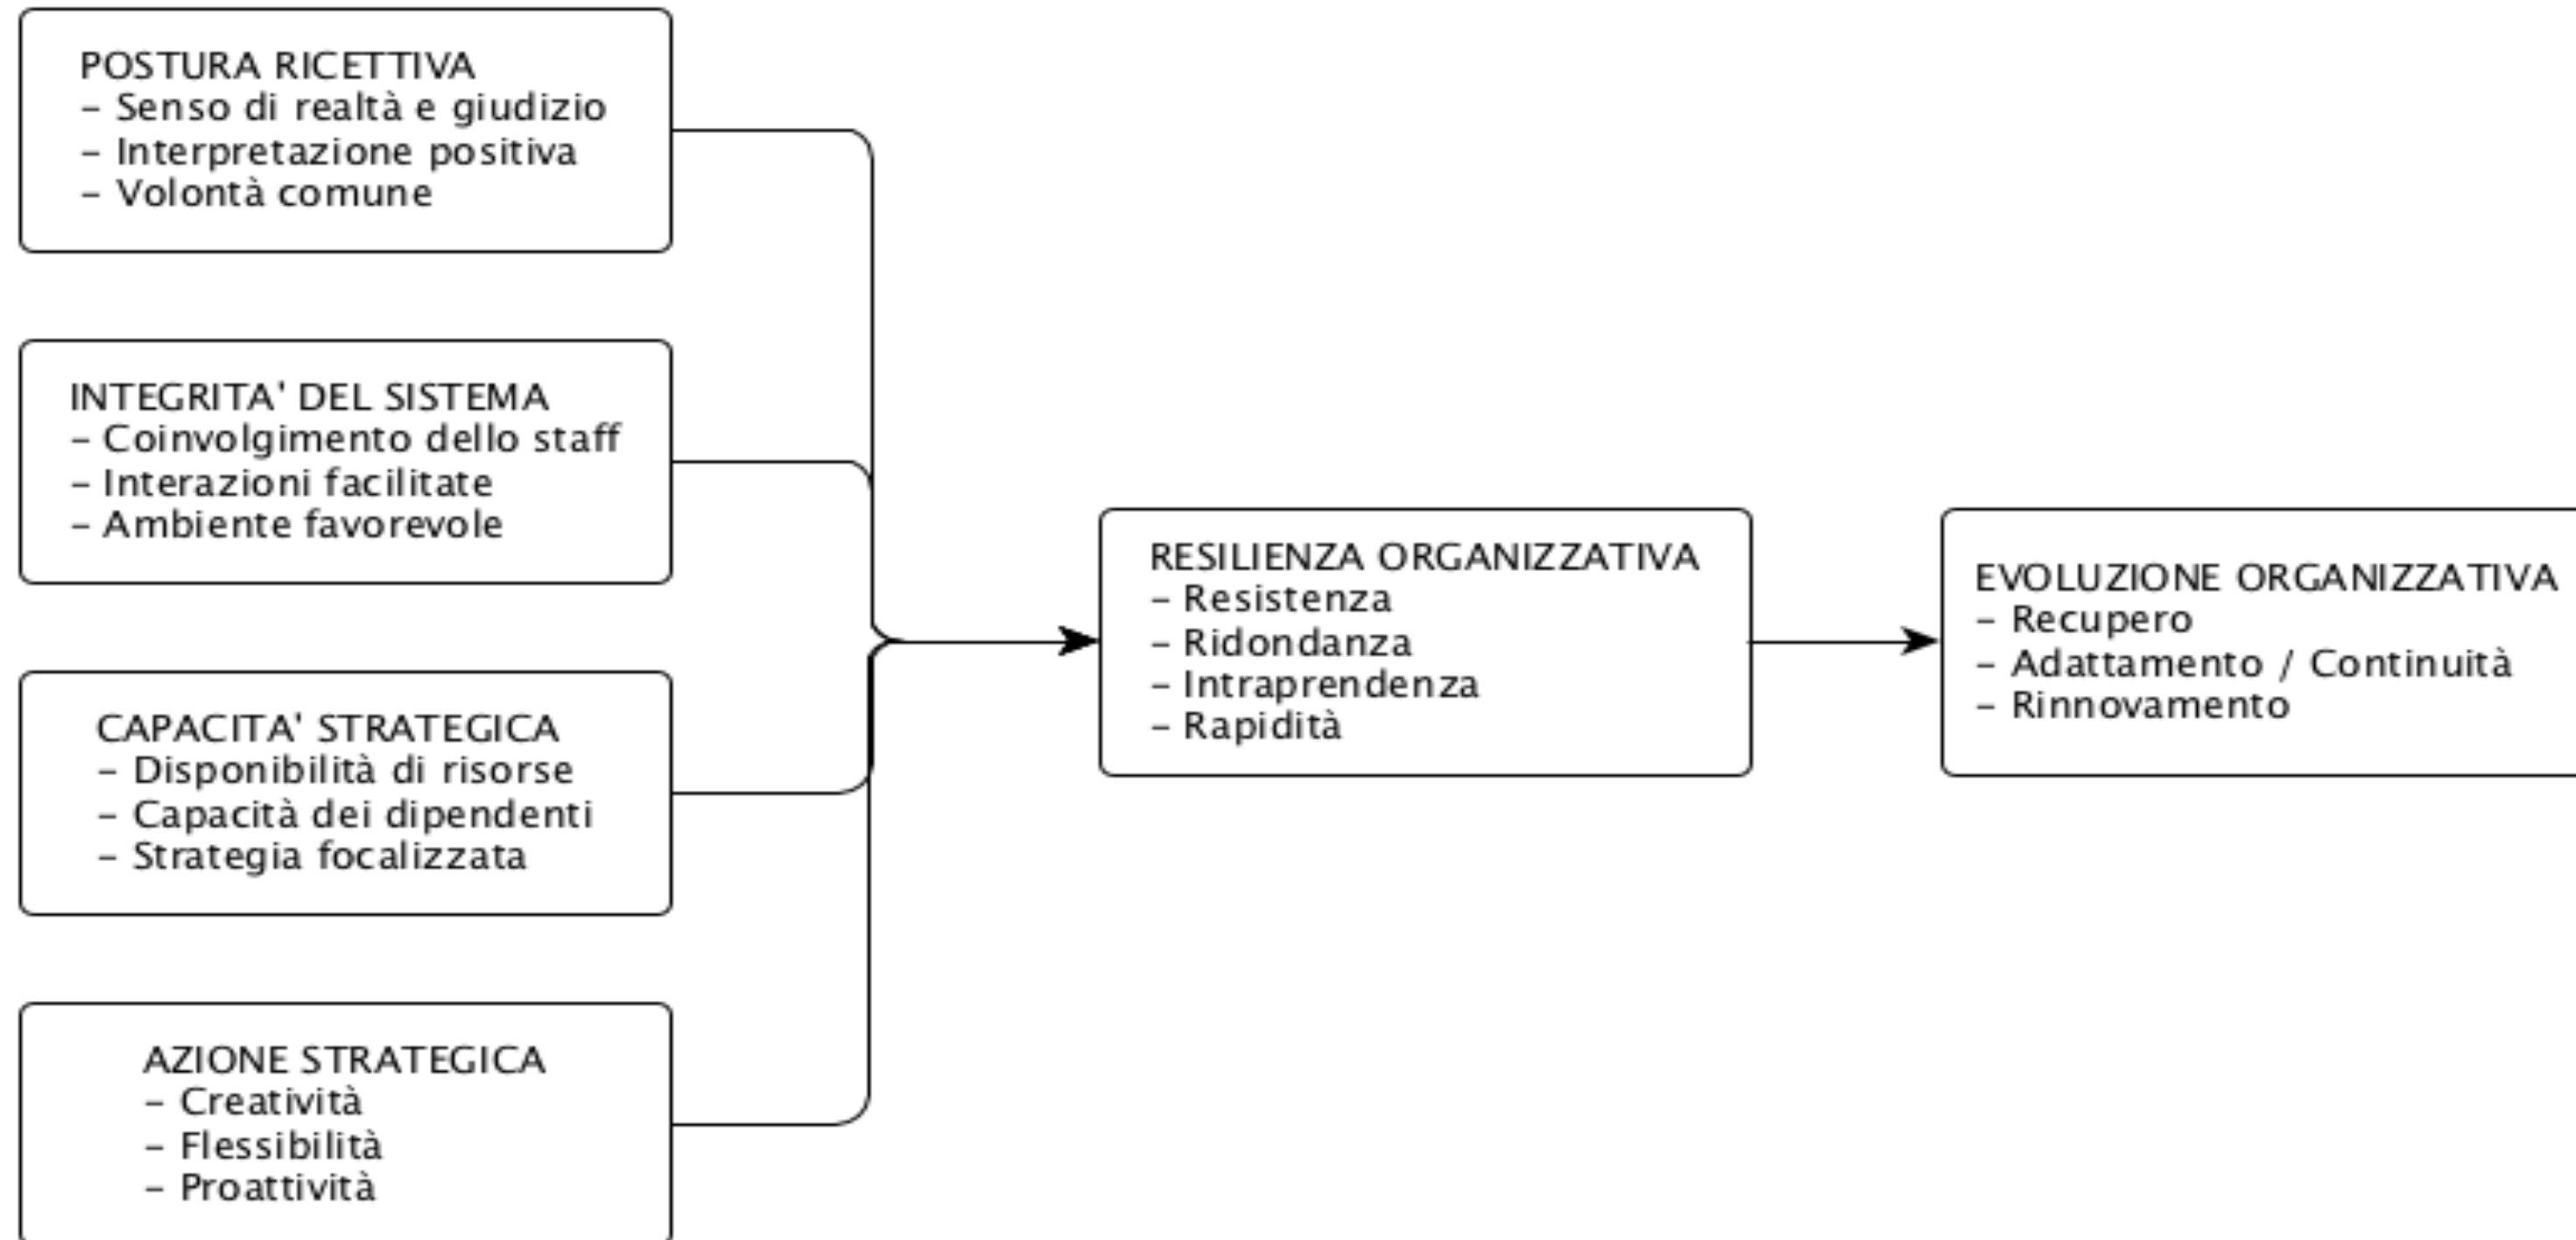 POSTURA RICETTIVA
– Senso di realtà e giudizio
– Interpretazione positiva
– Volontà comune
INTEGRITA' DEL SISTEMA
– Coinvolgimento dello staff
– Interazioni facilitate
– Ambiente favorevole
CAPACITA' STRATEGICA
– Disponibilità di risorse
– Capacità dei dipendenti
– Strategia focalizzata
AZIONE STRATEGICA
– Creatività
– Flessibilità
– Proattività
RESILIENZA ORGANIZZATIVA
– Resistenza
– Ridondanza
– Intraprendenza
– Rapidità
EVOLUZIONE ORGANIZZATIVA
– Recupero
– Adattamento / Continuità
– Rinnovamento